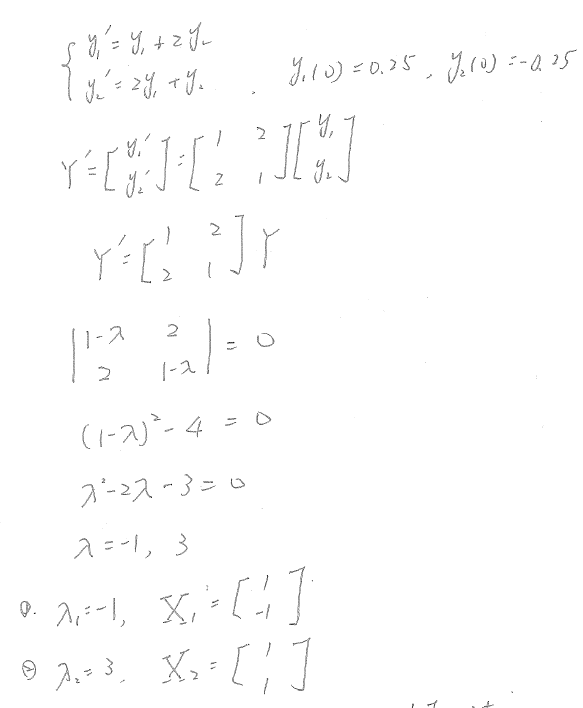 { y₁' = y₁ + 2y₂
y₂' = 2y₁ + y₂ , y₁(0) = 0.25 , y₂(0) = -0.25
Y' = [y₁' ; y₂'] = [1 2 ; 2 1][y₁ ; y₂]
Y' = [1 2 ; 2 1] Y
|1-λ 2 ; 2 1-λ| = 0
(1-λ)² - 4 = 0
λ² - 2λ - 3 = 0
λ = -1, 3
①. λ₁ = -1, X₁ = [1 ; -1]
② λ₂ = 3, X₂ = [1 ; 1]